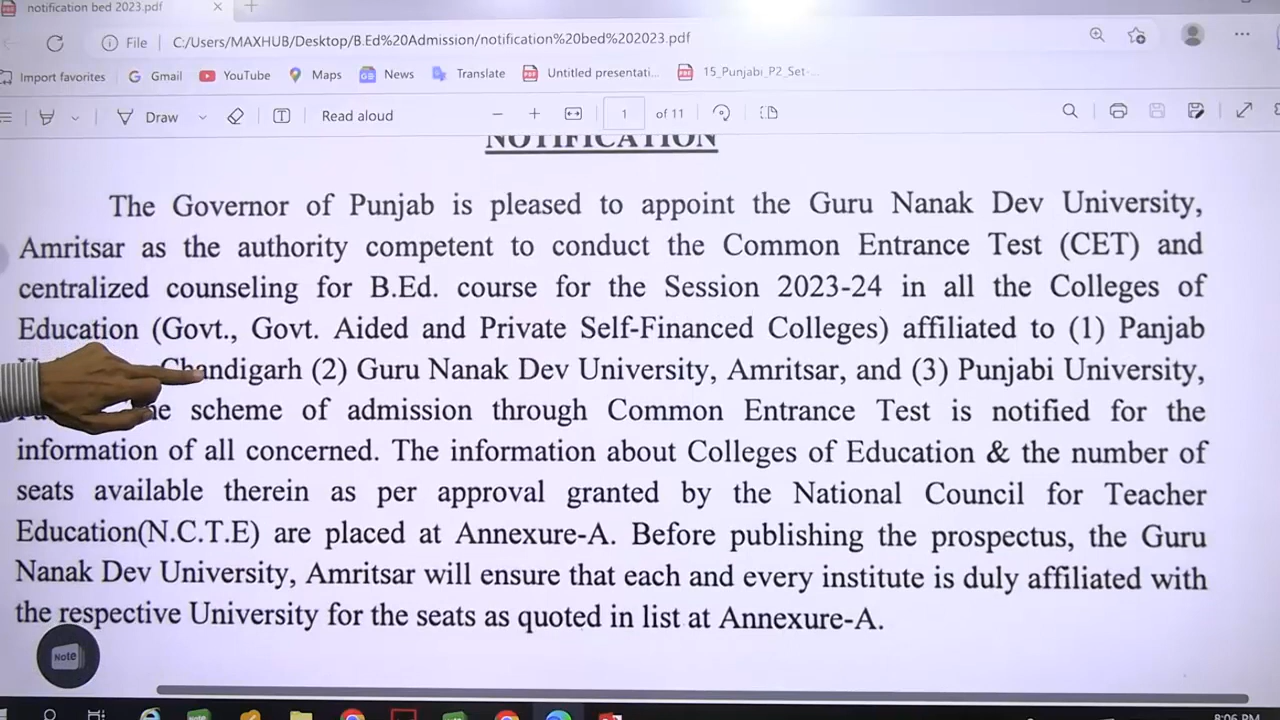 notification bed 2023.pdf
File C:/Users/MAXHUB/Desktop/B.Ed%20Admission/notification%20bed%202023.pdf
Import favorites Gmail YouTube Maps News Translate Untitled presentati... 15_Punjabi_P2_Set-...
Draw Read aloud 1 of 11
NOTIFICATION
The Governor of Punjab is pleased to appoint the Guru Nanak Dev University,
Amritsar as the authority competent to conduct the Common Entrance Test (CET) and
centralized counseling for B.Ed. course for the Session 2023-24 in all the Colleges of
Education (Govt., Govt. Aided and Private Self-Financed Colleges) affiliated to (1) Panjab
Chandigarh (2) Guru Nanak Dev University, Amritsar, and (3) Punjabi University,
scheme of admission through Common Entrance Test is notified for the
information of all concerned. The information about Colleges of Education & the number of
seats available therein as per approval granted by the National Council for Teacher
Education(N.C.T.E) are placed at Annexure-A. Before publishing the prospectus, the Guru
Nanak Dev University, Amritsar will ensure that each and every institute is duly affiliated with
the respective University for the seats as quoted in list at Annexure-A.
Note
8:06 PM